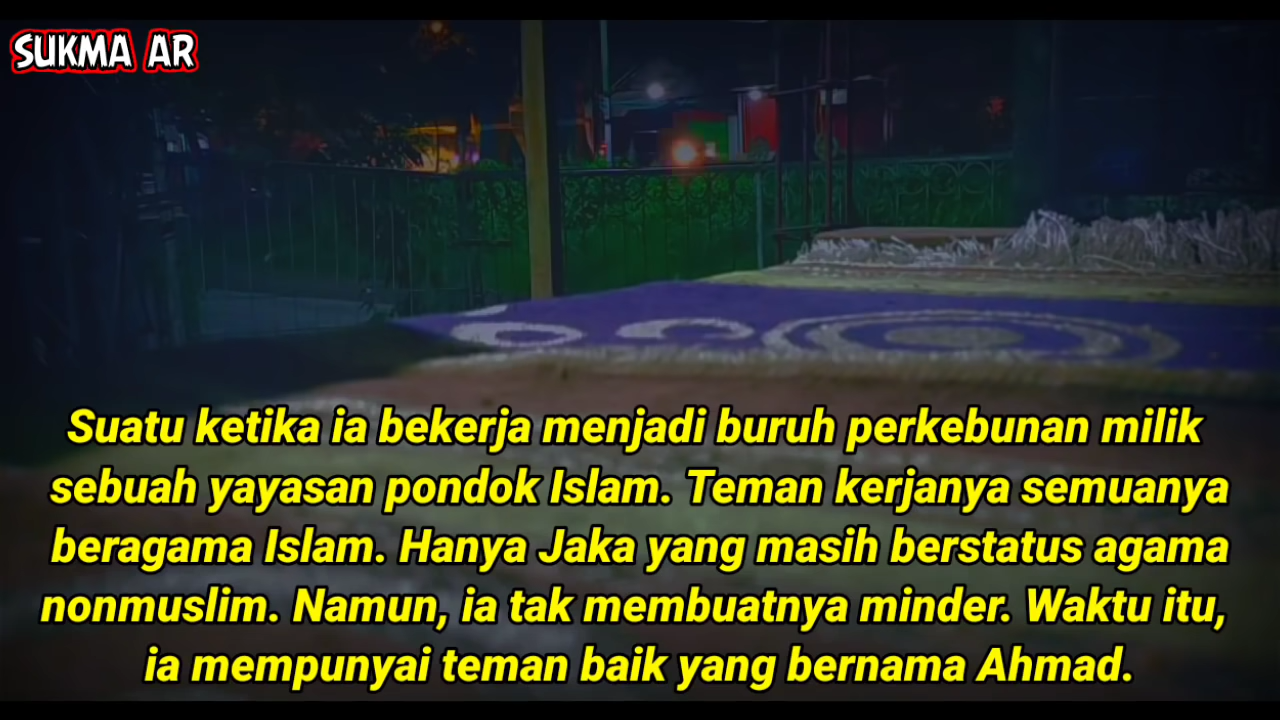 SUKMA AR
Suatu ketika ia bekerja menjadi buruh perkebunan milik
sebuah yayasan pondok Islam. Teman kerjanya semuanya
beragama Islam. Hanya Jaka yang masih berstatus agama
nonmuslim. Namun, ia tak membuatnya minder. Waktu itu,
ia mempunyai teman baik yang bernama Ahmad.